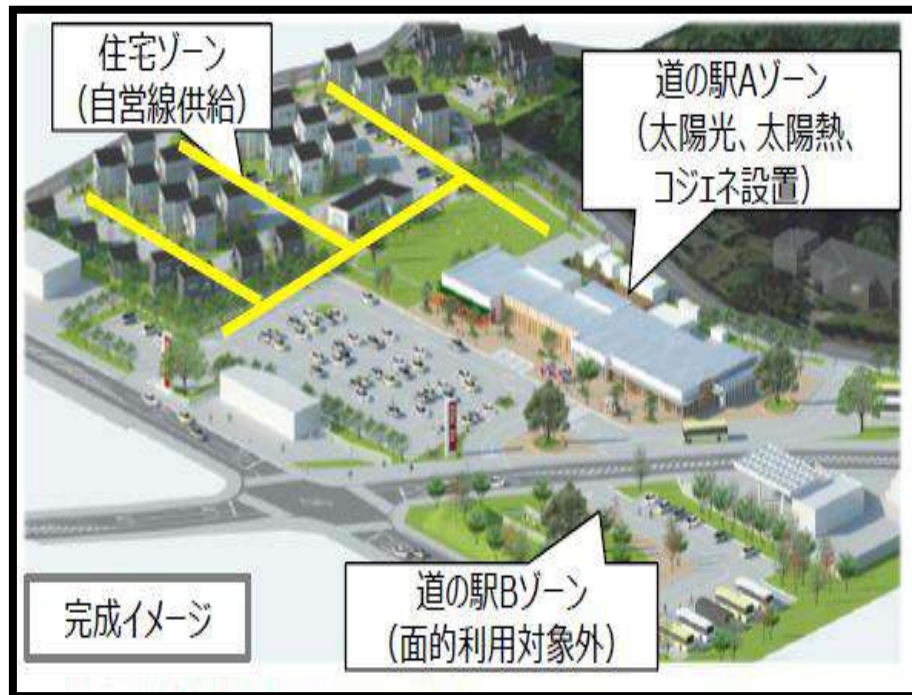 住宅ゾーン
（自営線供給）
道の駅Aゾーン
（太陽光、太陽熱、
コジェネ設置）
道の駅Bゾーン
（面的利用対象外）
完成イメージ